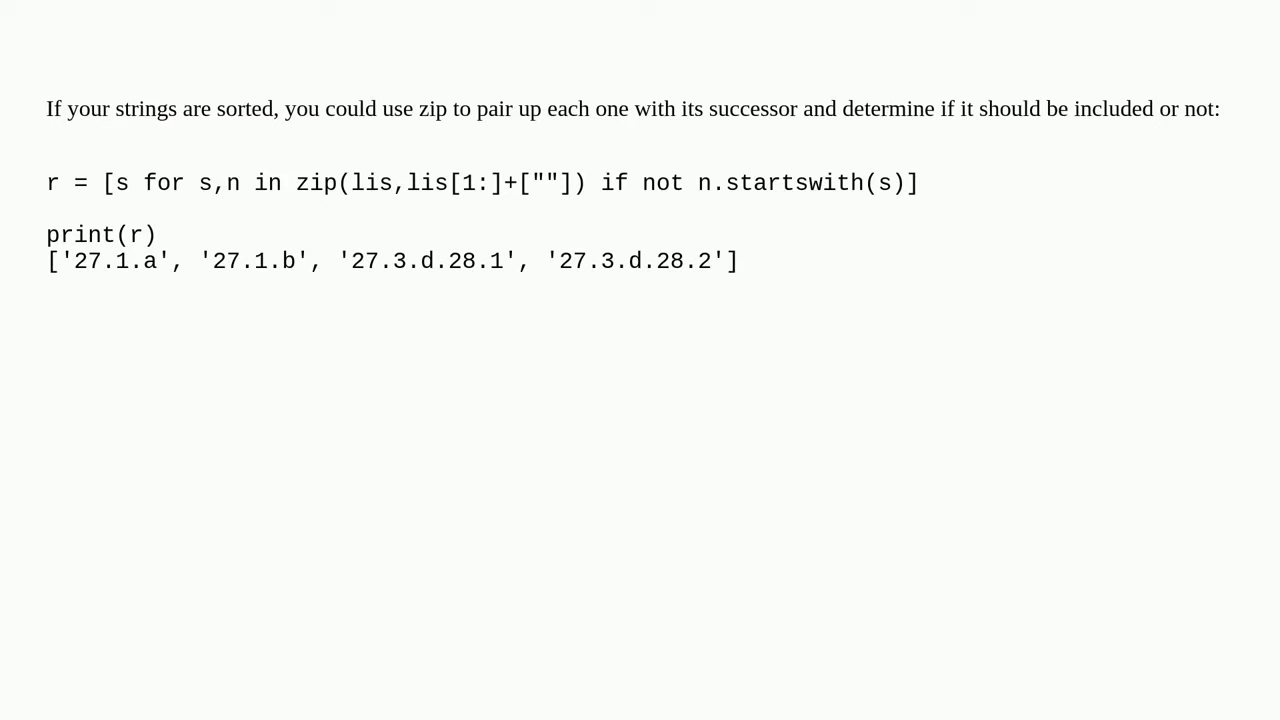 If your strings are sorted, you could use zip to pair up each one with its successor and determine if it should be included or not:
r = [s for s,n in zip(lis,lis[1:]+[""]) if not n.startswith(s)]
print(r)
['27.1.a', '27.1.b', '27.3.d.28.1', '27.3.d.28.2']